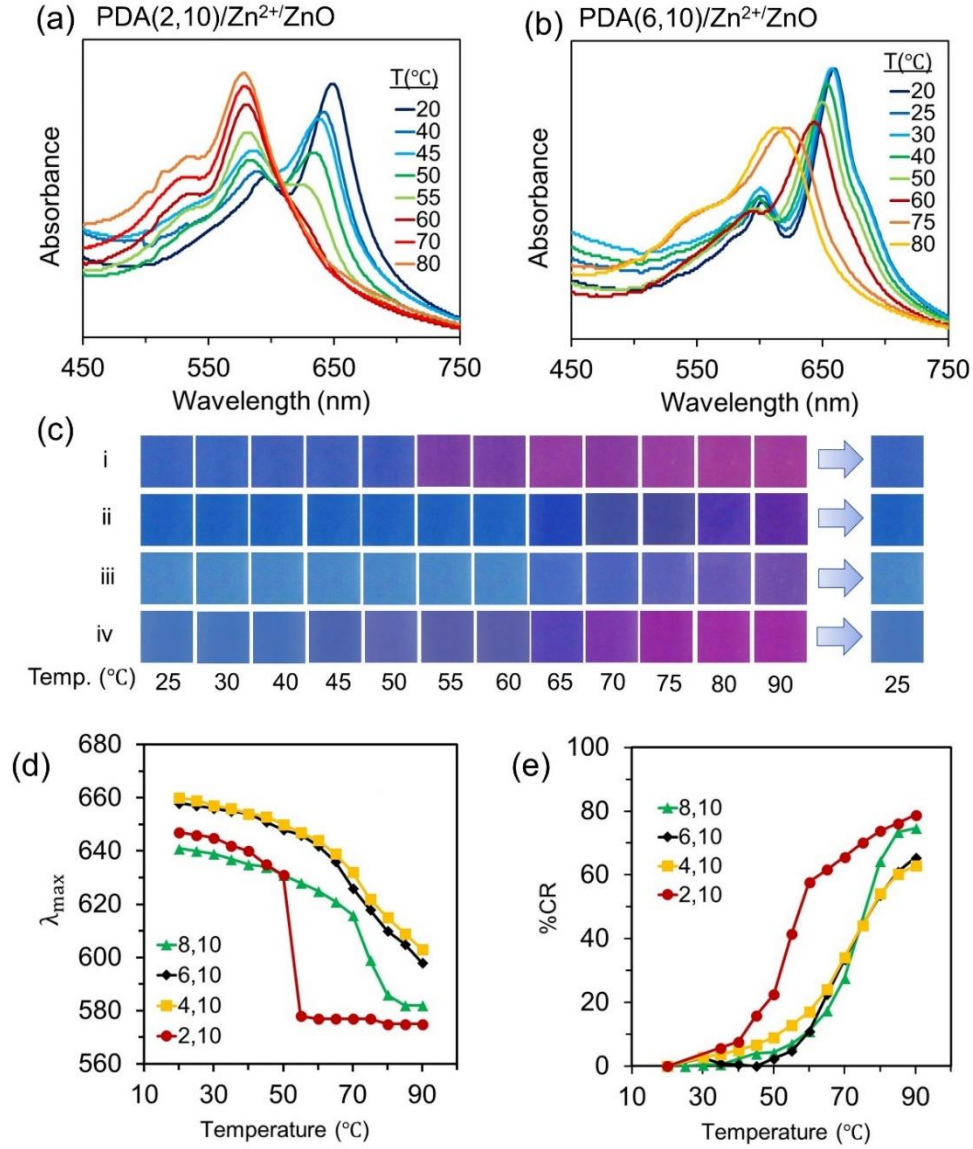 (a) PDA(2,10)/Zn²⁺/ZnO
T(°C)
20
40
45
50
55
60
70
80
Absorbance
450 550 650 750
Wavelength (nm)
(b) PDA(6,10)/Zn²⁺/ZnO
T(°C)
20
25
30
40
50
60
75
80
Absorbance
450 550 650 750
Wavelength (nm)
(c)
i
ii
iii
iv
Temp. (°C) 25 30 40 45 50 55 60 65 70 75 80 90 25
(d)
680
660
640
620
600
580
560
λmax
8,10
6,10
4,10
2,10
10 30 50 70 90
Temperature (°C)
(e)
100
80
60
40
20
0
%CR
8,10
6,10
4,10
2,10
10 30 50 70 90
Temperature (°C)